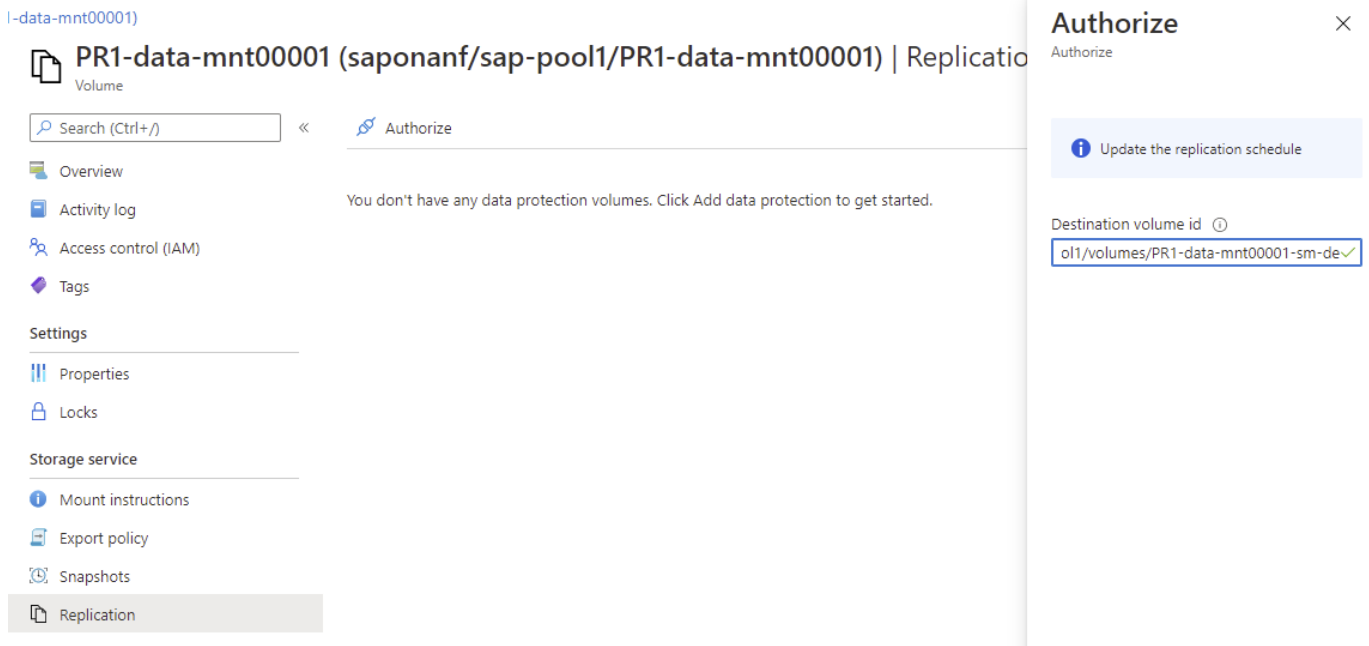 -data-mnt00001)
PR1-data-mnt00001 (saponanf/sap-pool1/PR1-data-mnt00001) | Replicatio
Volume
Search (Ctrl+/)
«
Overview
Activity log
Access control (IAM)
Tags
Settings
Properties
Locks
Storage service
Mount instructions
Export policy
Snapshots
Replication
Authorize
You don't have any data protection volumes. Click Add data protection to get started.
Authorize
Authorize
Update the replication schedule
Destination volume id
ol1/volumes/PR1-data-mnt00001-sm-de